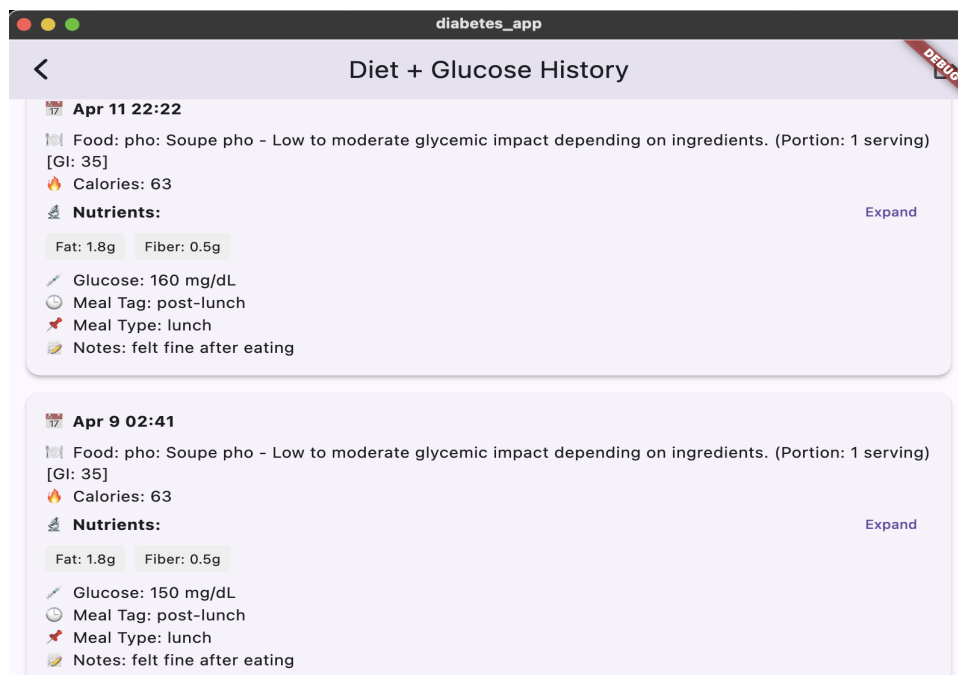 diabetes_app
Diet + Glucose History
DEBUG
Apr 11 22:22
Food: pho: Soupe pho - Low to moderate glycemic impact depending on ingredients. (Portion: 1 serving)
[GI: 35]
Calories: 63
Nutrients:
Expand
Fat: 1.8g
Fiber: 0.5g
Glucose: 160 mg/dL
Meal Tag: post-lunch
Meal Type: lunch
Notes: felt fine after eating
Apr 9 02:41
Food: pho: Soupe pho - Low to moderate glycemic impact depending on ingredients. (Portion: 1 serving)
[GI: 35]
Calories: 63
Nutrients:
Expand
Fat: 1.8g
Fiber: 0.5g
Glucose: 150 mg/dL
Meal Tag: post-lunch
Meal Type: lunch
Notes: felt fine after eating